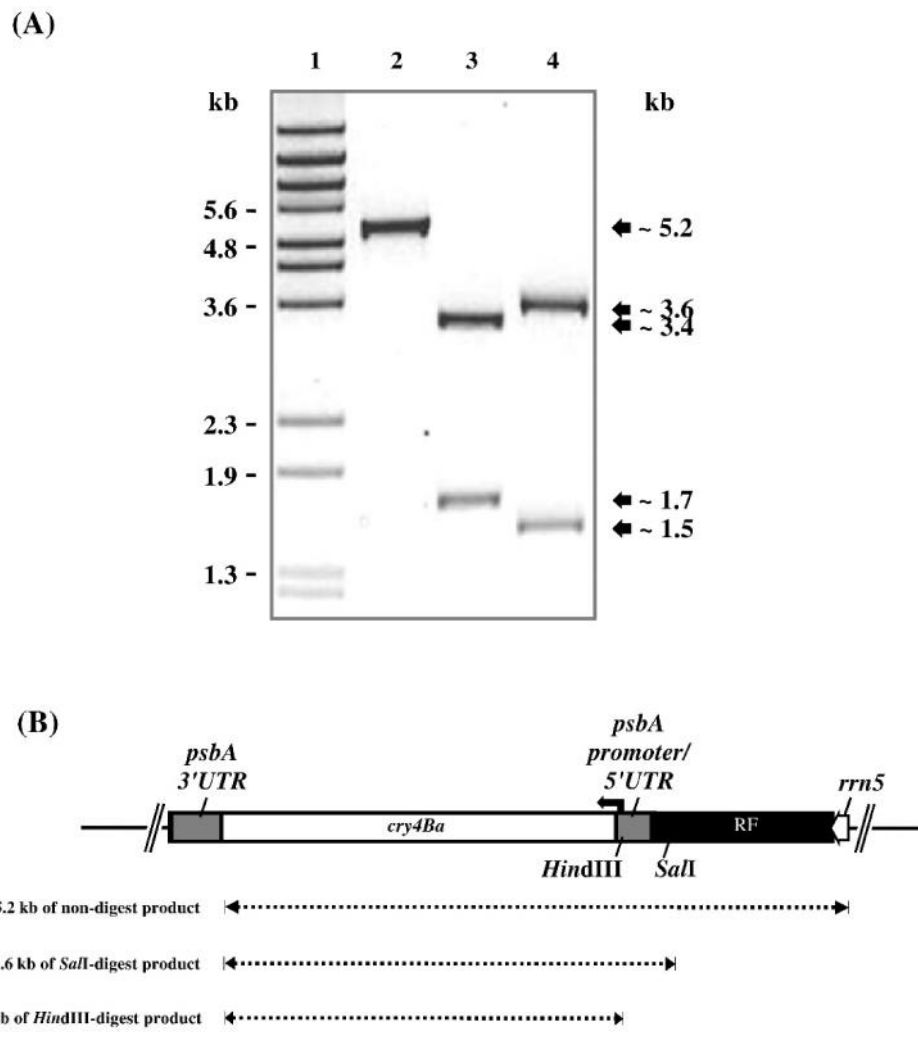 (A)
1 2 3 4
kb kb
5.6 -
~ 5.2
4.8 -
3.6 -
~ 3.6
~ 3.4
2.3 -
1.9 -
~ 1.7
~ 1.5
1.3 -
(B)
psbA
3'UTR
psbA
promoter/
5'UTR
rrn5
cry4Ba
RF
HindIII SalI
5.2 kb of non-digest product
.6 kb of SalI-digest product
b of HindIII-digest product